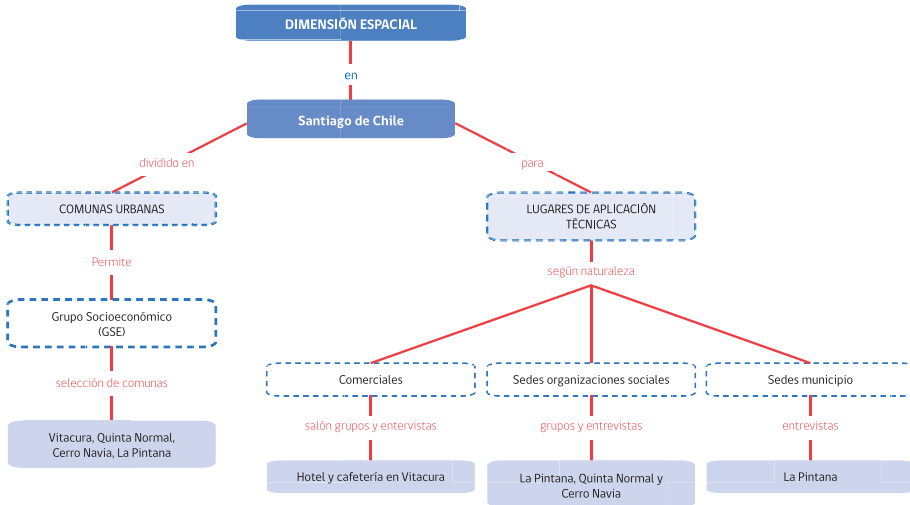 DIMENSIÓN ESPACIAL
en
Santiago de Chile
dividido en
para
COMUNAS URBANAS
LUGARES DE APLICACIÓN
TÉCNICAS
Permite
según naturaleza
Grupo Socioeconómico
(GSE)
selección de comunas
Comerciales
Sedes organizaciones sociales
Sedes municipio
salón grupos y entervistas
grupos y entrevistas
entrevistas
Vitacura, Quinta Normal,
Cerro Navia, La Pintana
Hotel y cafetería en Vitacura
La Pintana, Quinta Normal y
Cerro Navia
La Pintana